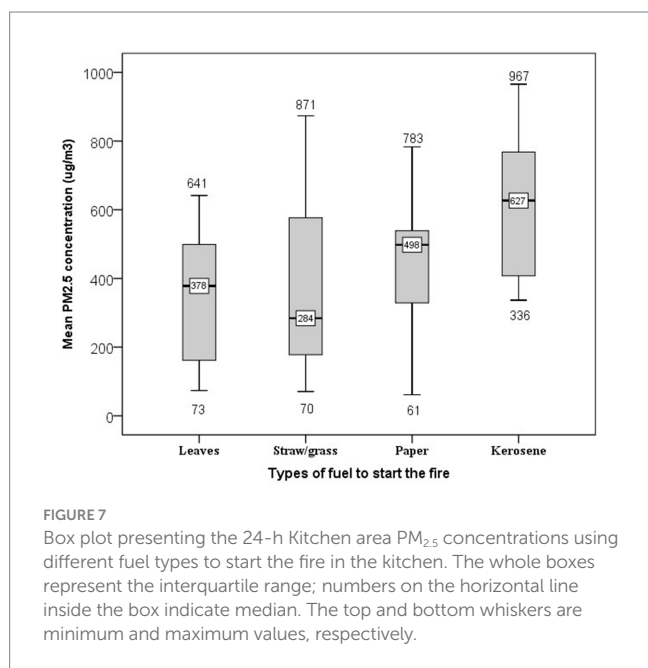 1000
967
871
800
783
Mean PM2.5 concentration (ug/m3)
641
627
600
498
400
378
336
284
200
73
70
61
0
Leaves
Straw/grass
Paper
Kerosene
Types of fuel to start the fire
FIGURE 7
Box plot presenting the 24-h Kitchen area PM2.5 concentrations using
different fuel types to start the fire in the kitchen. The whole boxes
represent the interquartile range; numbers on the horizontal line
inside the box indicate median. The top and bottom whiskers are
minimum and maximum values, respectively.